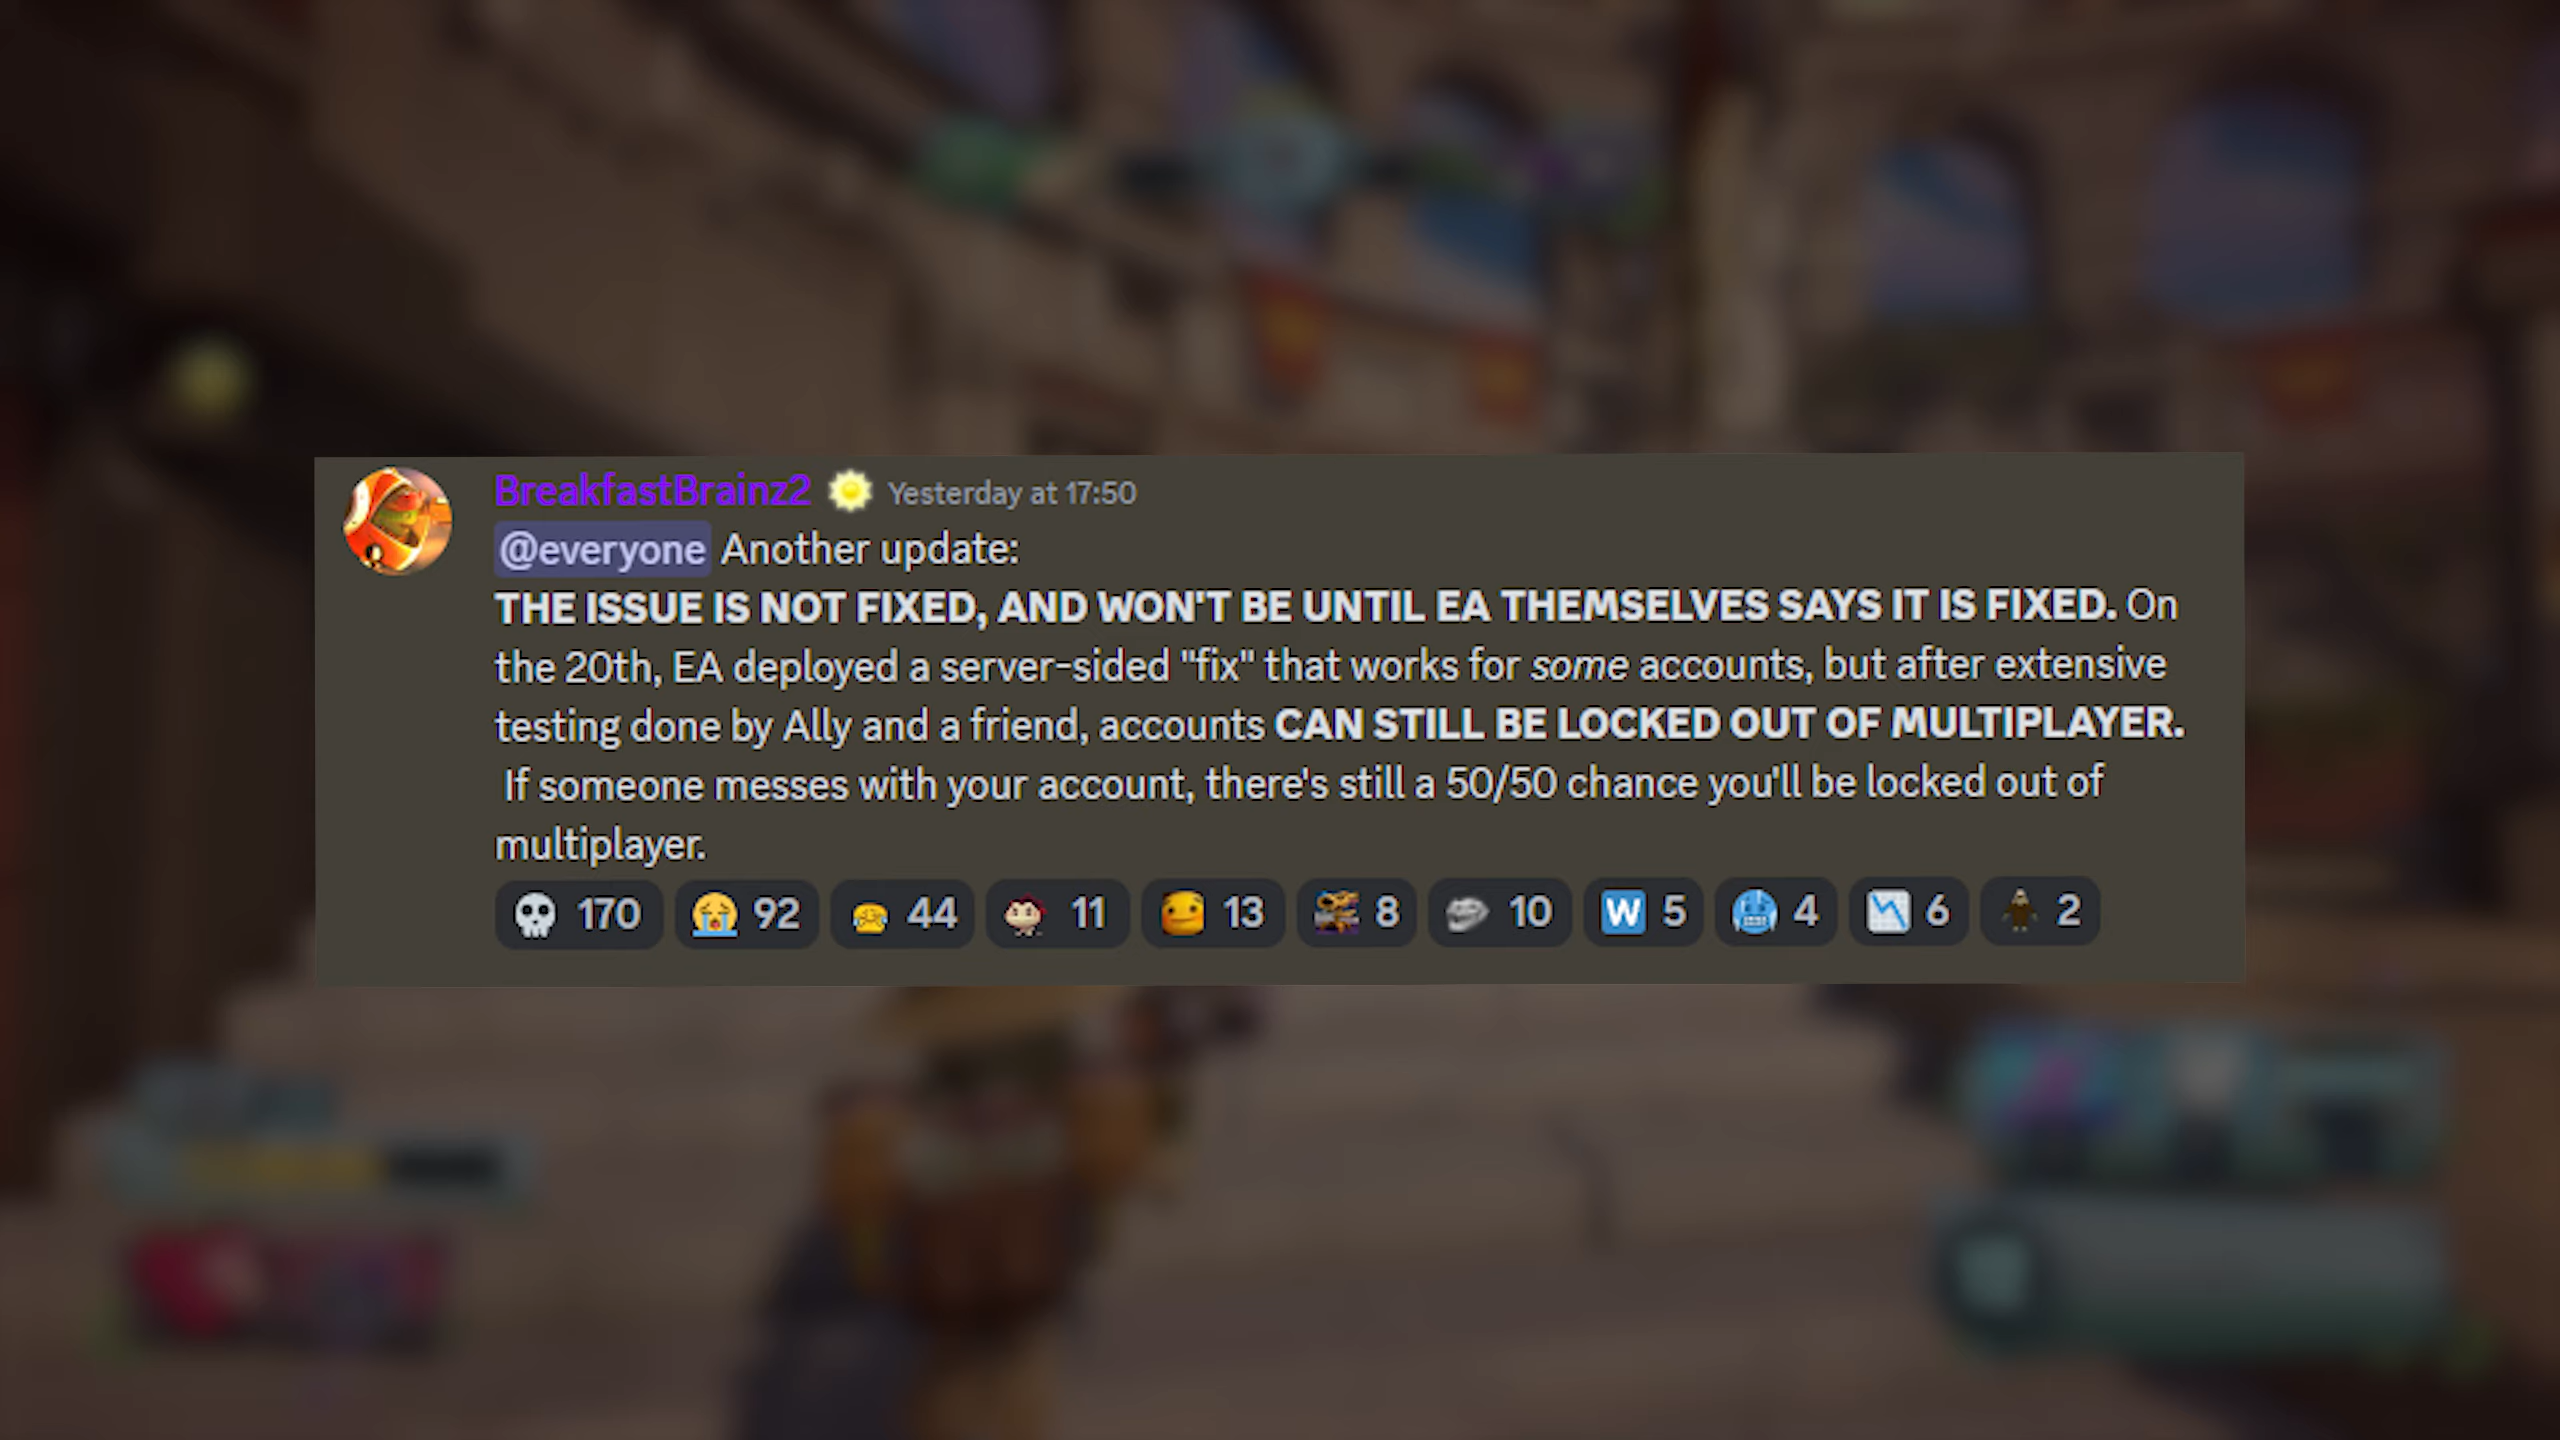 BreakfastBrainz2 Yesterday at 17:50
@everyone Another update:
THE ISSUE IS NOT FIXED, AND WON'T BE UNTIL EA THEMSELVES SAYS IT IS FIXED. On
the 20th, EA deployed a server-sided "fix" that works for some accounts, but after extensive
testing done by Ally and a friend, accounts CAN STILL BE LOCKED OUT OF MULTIPLAYER.
If someone messes with your account, there's still a 50/50 chance you'll be locked out of
multiplayer.
170 92 44 11 13 8 10 W 5 4 6 2